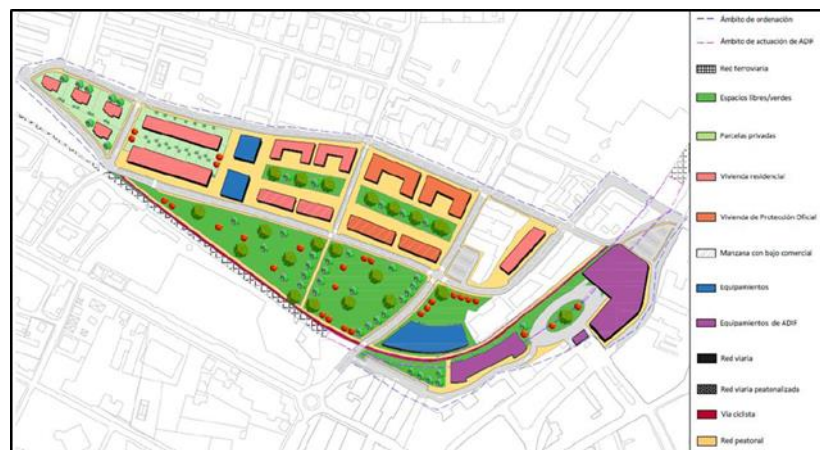 Ámbito de ordenación
Ámbito de actuación de ADIF
Red ferroviaria
Espacios libres/verdes
Parcelas privadas
Vivienda residencial
Vivienda de Protección Oficial
Manzana con bajo comercial
Equipamientos
Equipamientos de ADIF
Red viaria
Red viaria peatonalizada
Vía ciclista
Red peatonal